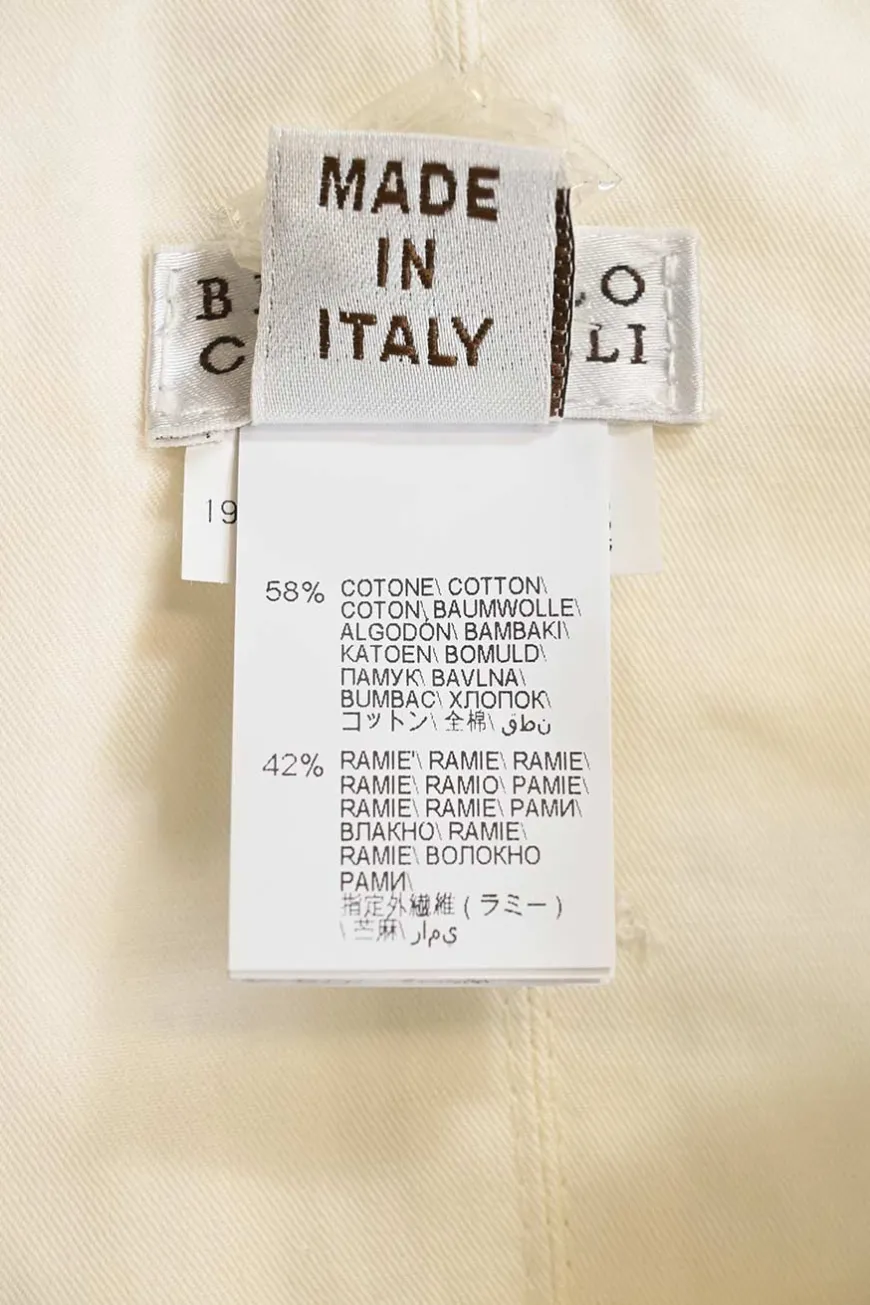 MADE
IN
ITALY
B
O
C
LI
19
58% COTONE\ COTTON\
COTON\ BAUMWOLLE\
ALGODÓN\ BAMBAKI\
KATOEN\ BOMULD\
ПАМУК\ BAVLNA\
BUMBAC\ ХЛОПОК\
コットン\ 全棉\ نطق
42% RAMIE'\ RAMIE\ RAMIE\
RAMIE\ RAMIO\ PAMIE\
RAMIE\ RAMIE\ РАМИ\
ВЛАКНО\ RAMIE\
RAMIE\ ВОЛОКНО
РАМИ\
指定外繊維 ( ラミー )
\ 苎麻\ يمار